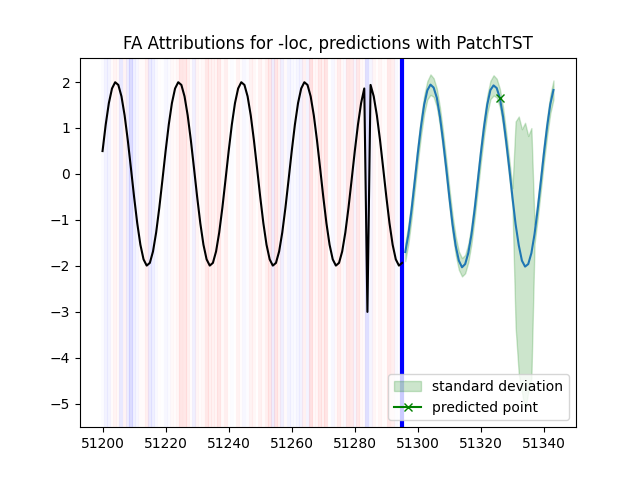 FA Attributions for -loc, predictions with PatchTST
2
1
0
−1
−2
−3
−4
−5
standard deviation
predicted point
51200 51220 51240 51260 51280 51300 51320 51340